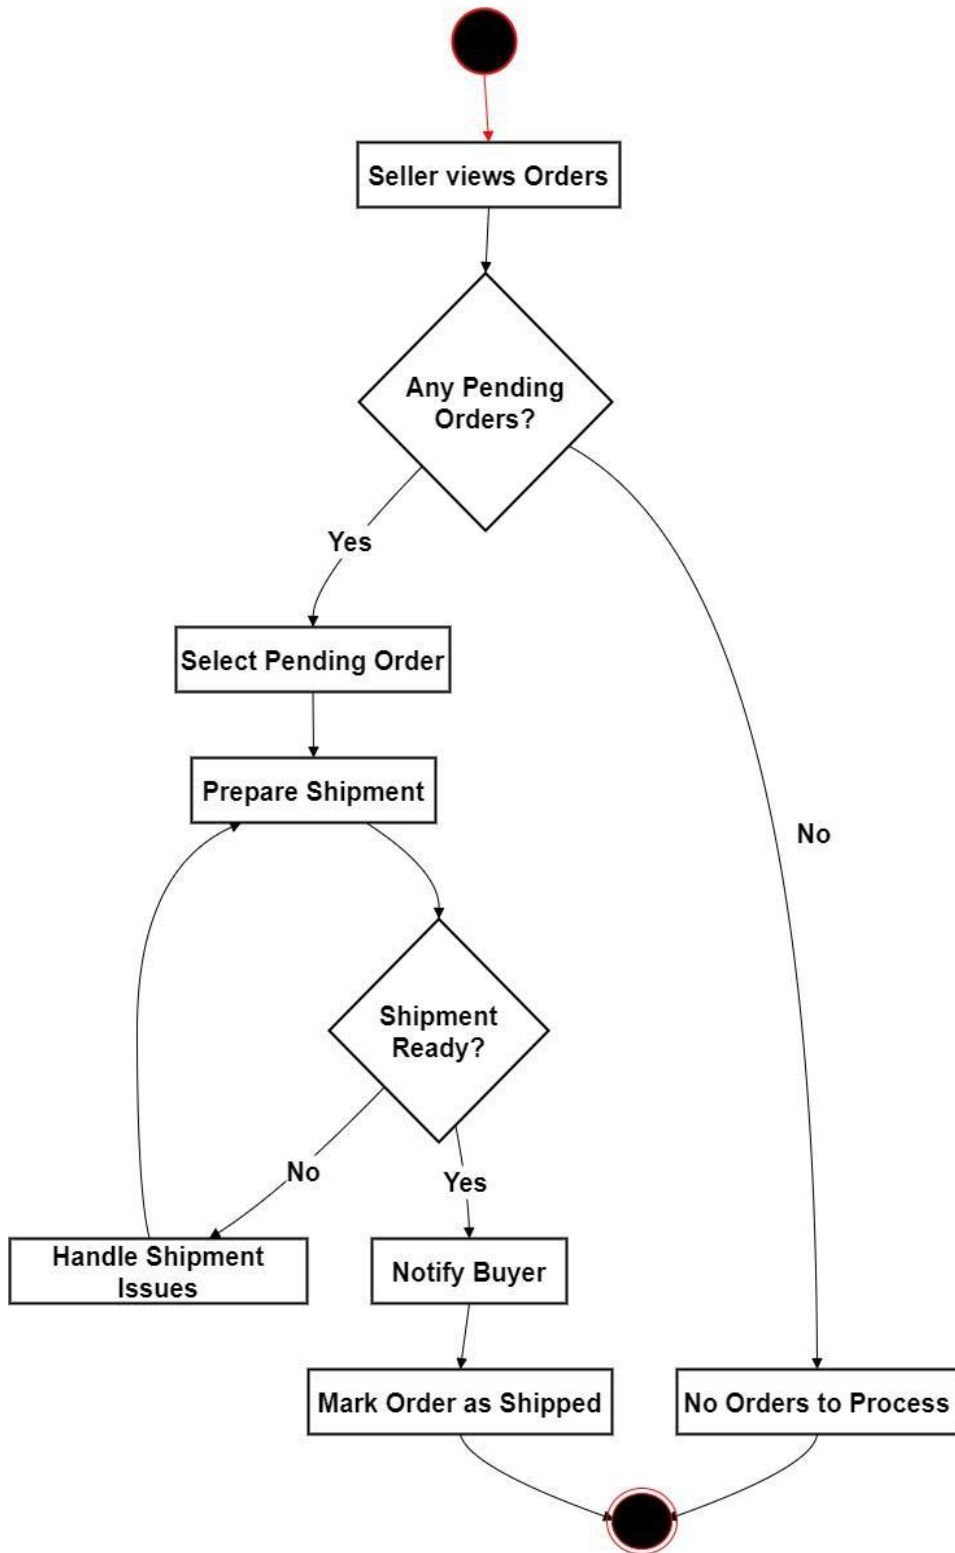 Seller views Orders
Any Pending
Orders?
Yes
Select Pending Order
Prepare Shipment
No
Shipment
Ready?
No
Yes
Handle Shipment
Issues
Notify Buyer
Mark Order as Shipped
No Orders to Process